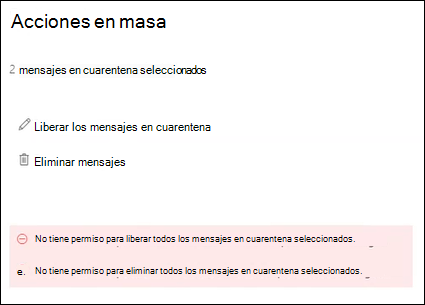 Acciones en masa
2 mensajes en cuarentena seleccionados
Liberar los mensajes en cuarentena
Eliminar mensajes
No tiene permiso para liberar todos los mensajes en cuarentena seleccionados.
e. No tiene permiso para eliminar todos los mensajes en cuarentena seleccionados.